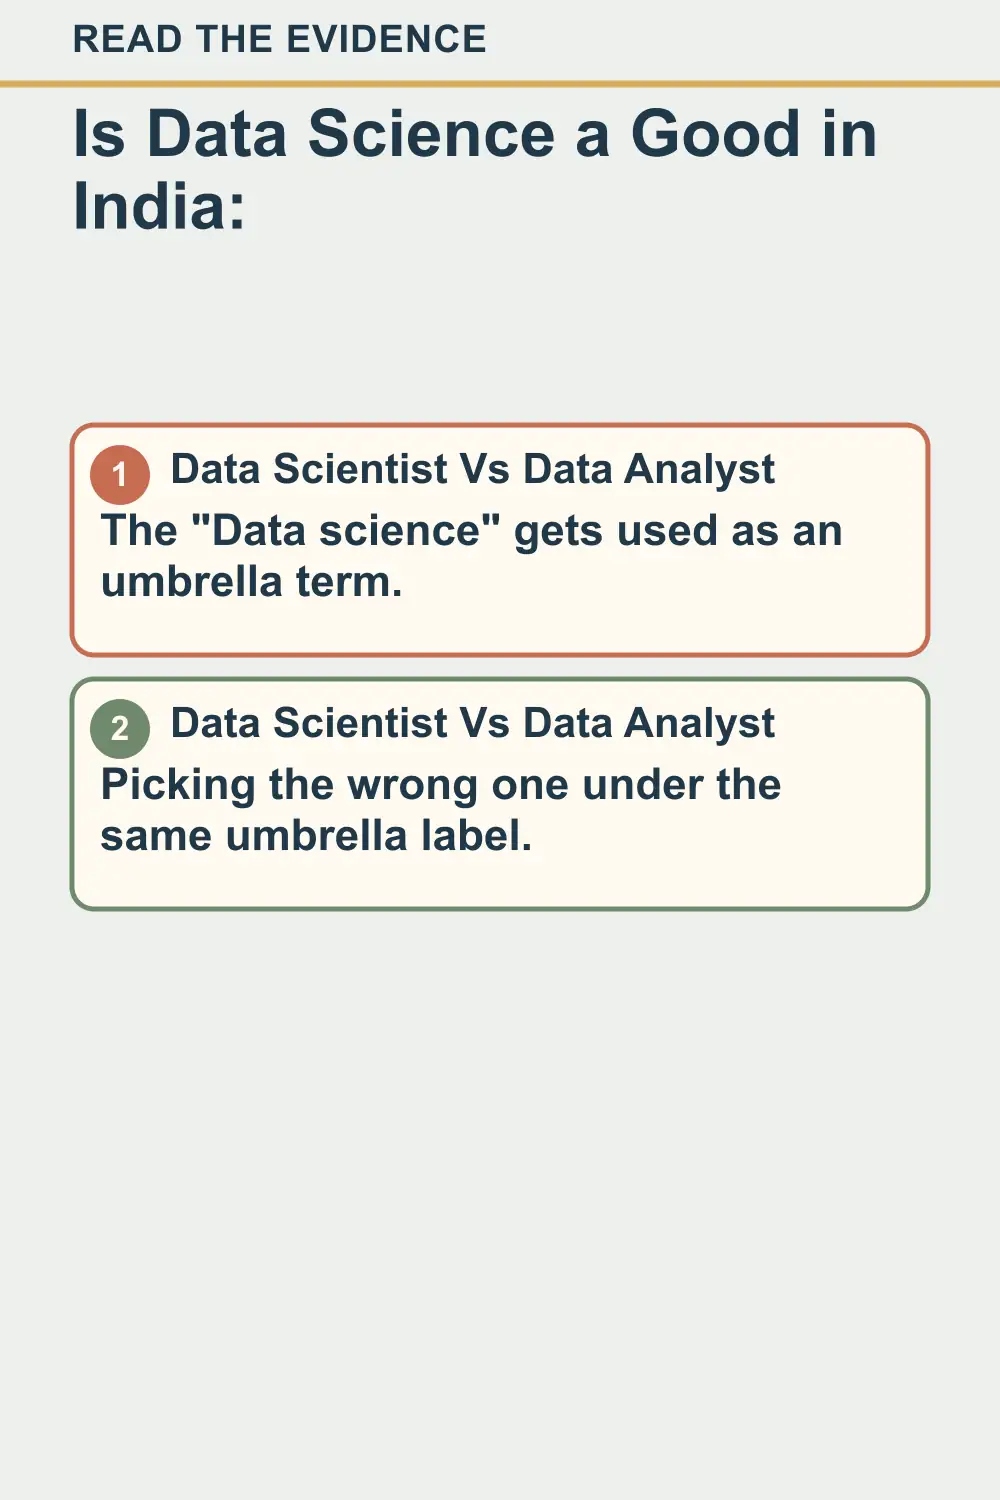 READ THE EVIDENCE
Is Data Science a Good in
India:
1 Data Scientist Vs Data Analyst
The "Data science" gets used as an
umbrella term.
2 Data Scientist Vs Data Analyst
Picking the wrong one under the
same umbrella label.